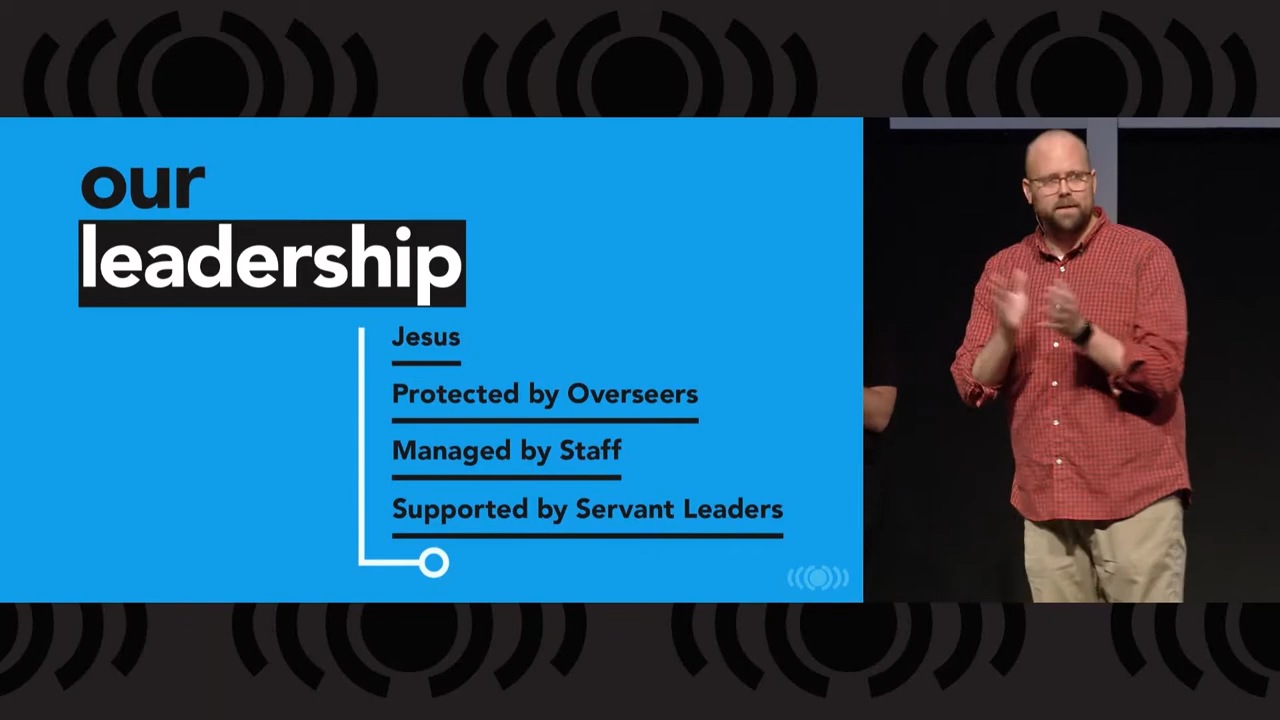 our
leadership
Jesus
Protected by Overseers
Managed by Staff
Supported by Servant Leaders